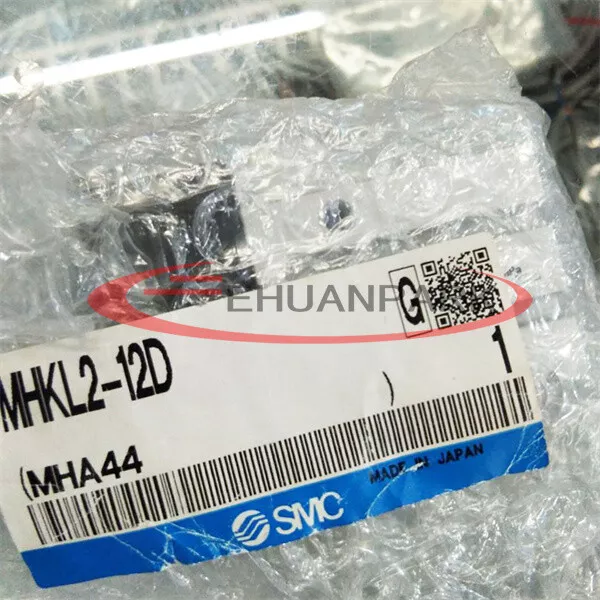 EHUANPA
G
MHKL2-12D
1
(MHA44 )
MADE IN JAPAN
SMC